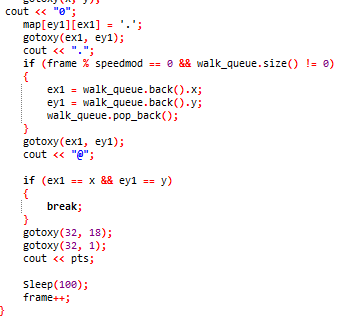 cout << "0";
map[ey1][ex1] = '.';
gotoxy(ex1, ey1);
cout << ".";
if (frame % speedmod == 0 && walk_queue.size() != 0)
{
ex1 = walk_queue.back().x;
ey1 = walk_queue.back().y;
walk_queue.pop_back();
}
gotoxy(ex1, ey1);
cout << "@";
if (ex1 == x && ey1 == y)
{
break;
}
gotoxy(32, 18);
gotoxy(32, 1);
cout << pts;
Sleep(100);
frame++;
}